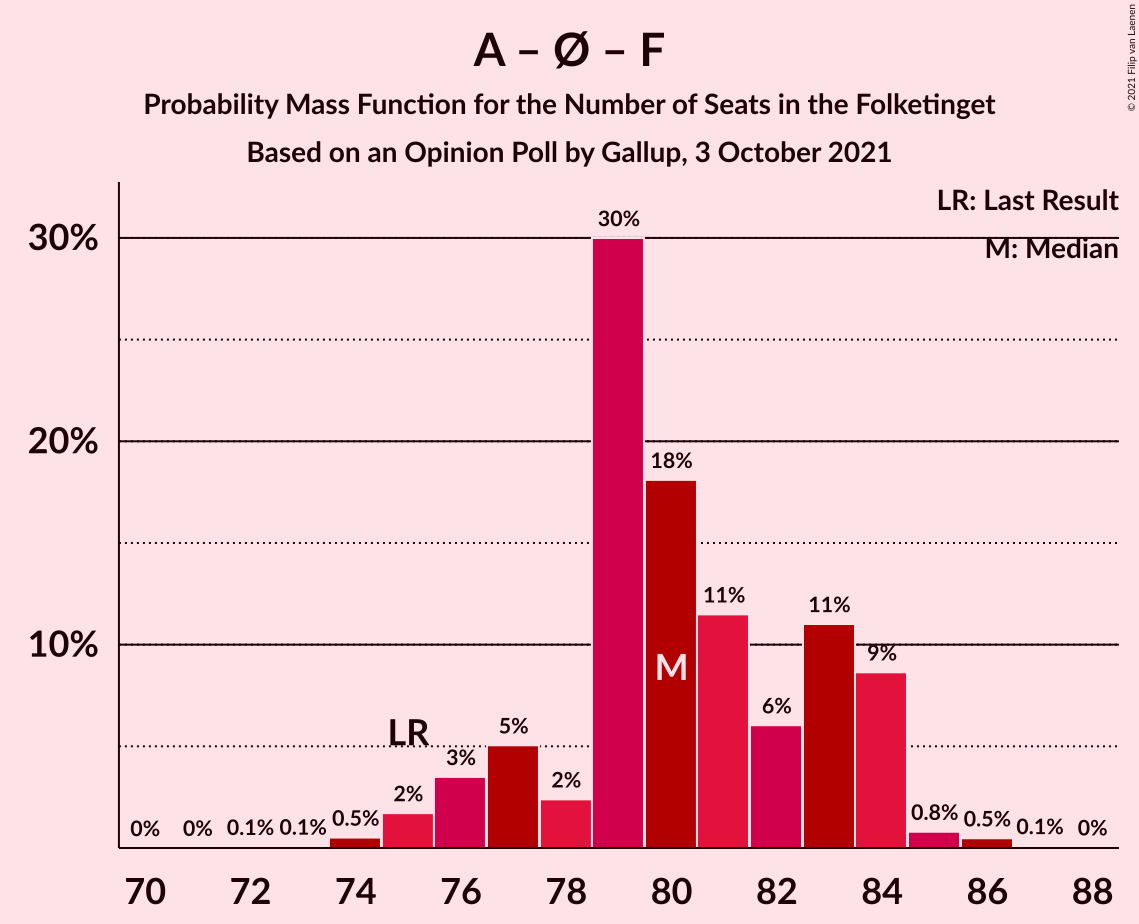 A – Ø – F
Probability Mass Function for the Number of Seats in the Folketinget
Based on an Opinion Poll by Gallup, 3 October 2021
© 2021 Filip van Laenen
LR: Last Result
M: Median
30%
20%
10%
0%
0%
0.1%
0.1%
0.5%
2%
3%
5%
2%
30%
18%
11%
6%
11%
9%
0.8%
0.5%
0.1%
0%
LR
M
70 72 74 76 78 80 82 84 86 88